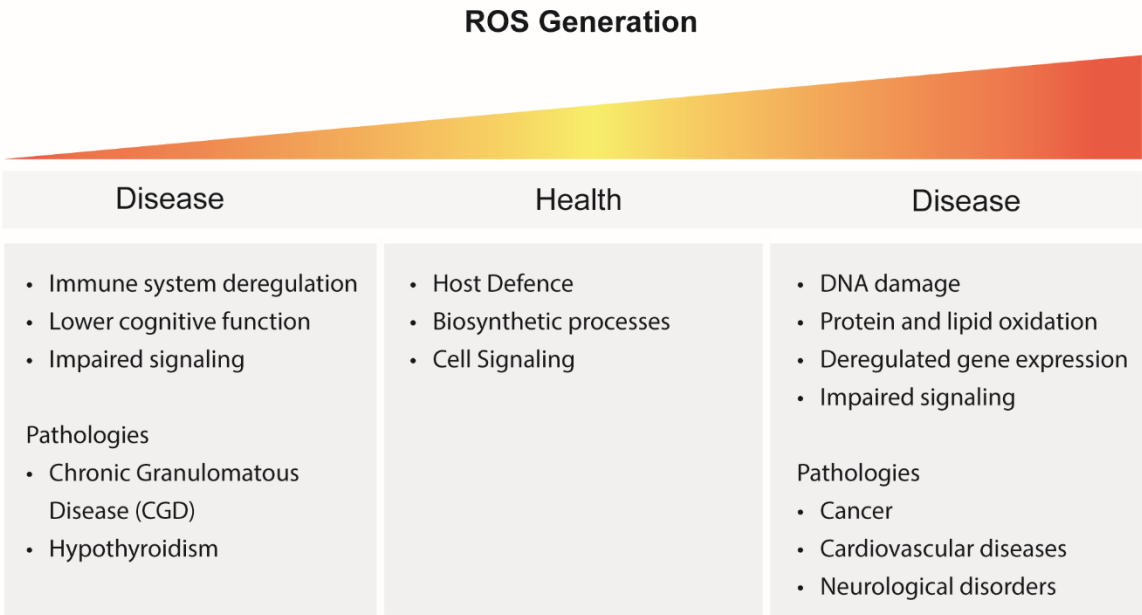 ROS Generation
Disease
Health
Disease
• Immune system deregulation
• Lower cognitive function
• Impaired signaling
Pathologies
• Chronic Granulomatous
Disease (CGD)
• Hypothyroidism
• Host Defence
• Biosynthetic processes
• Cell Signaling
• DNA damage
• Protein and lipid oxidation
• Deregulated gene expression
• Impaired signaling
Pathologies
• Cancer
• Cardiovascular diseases
• Neurological disorders